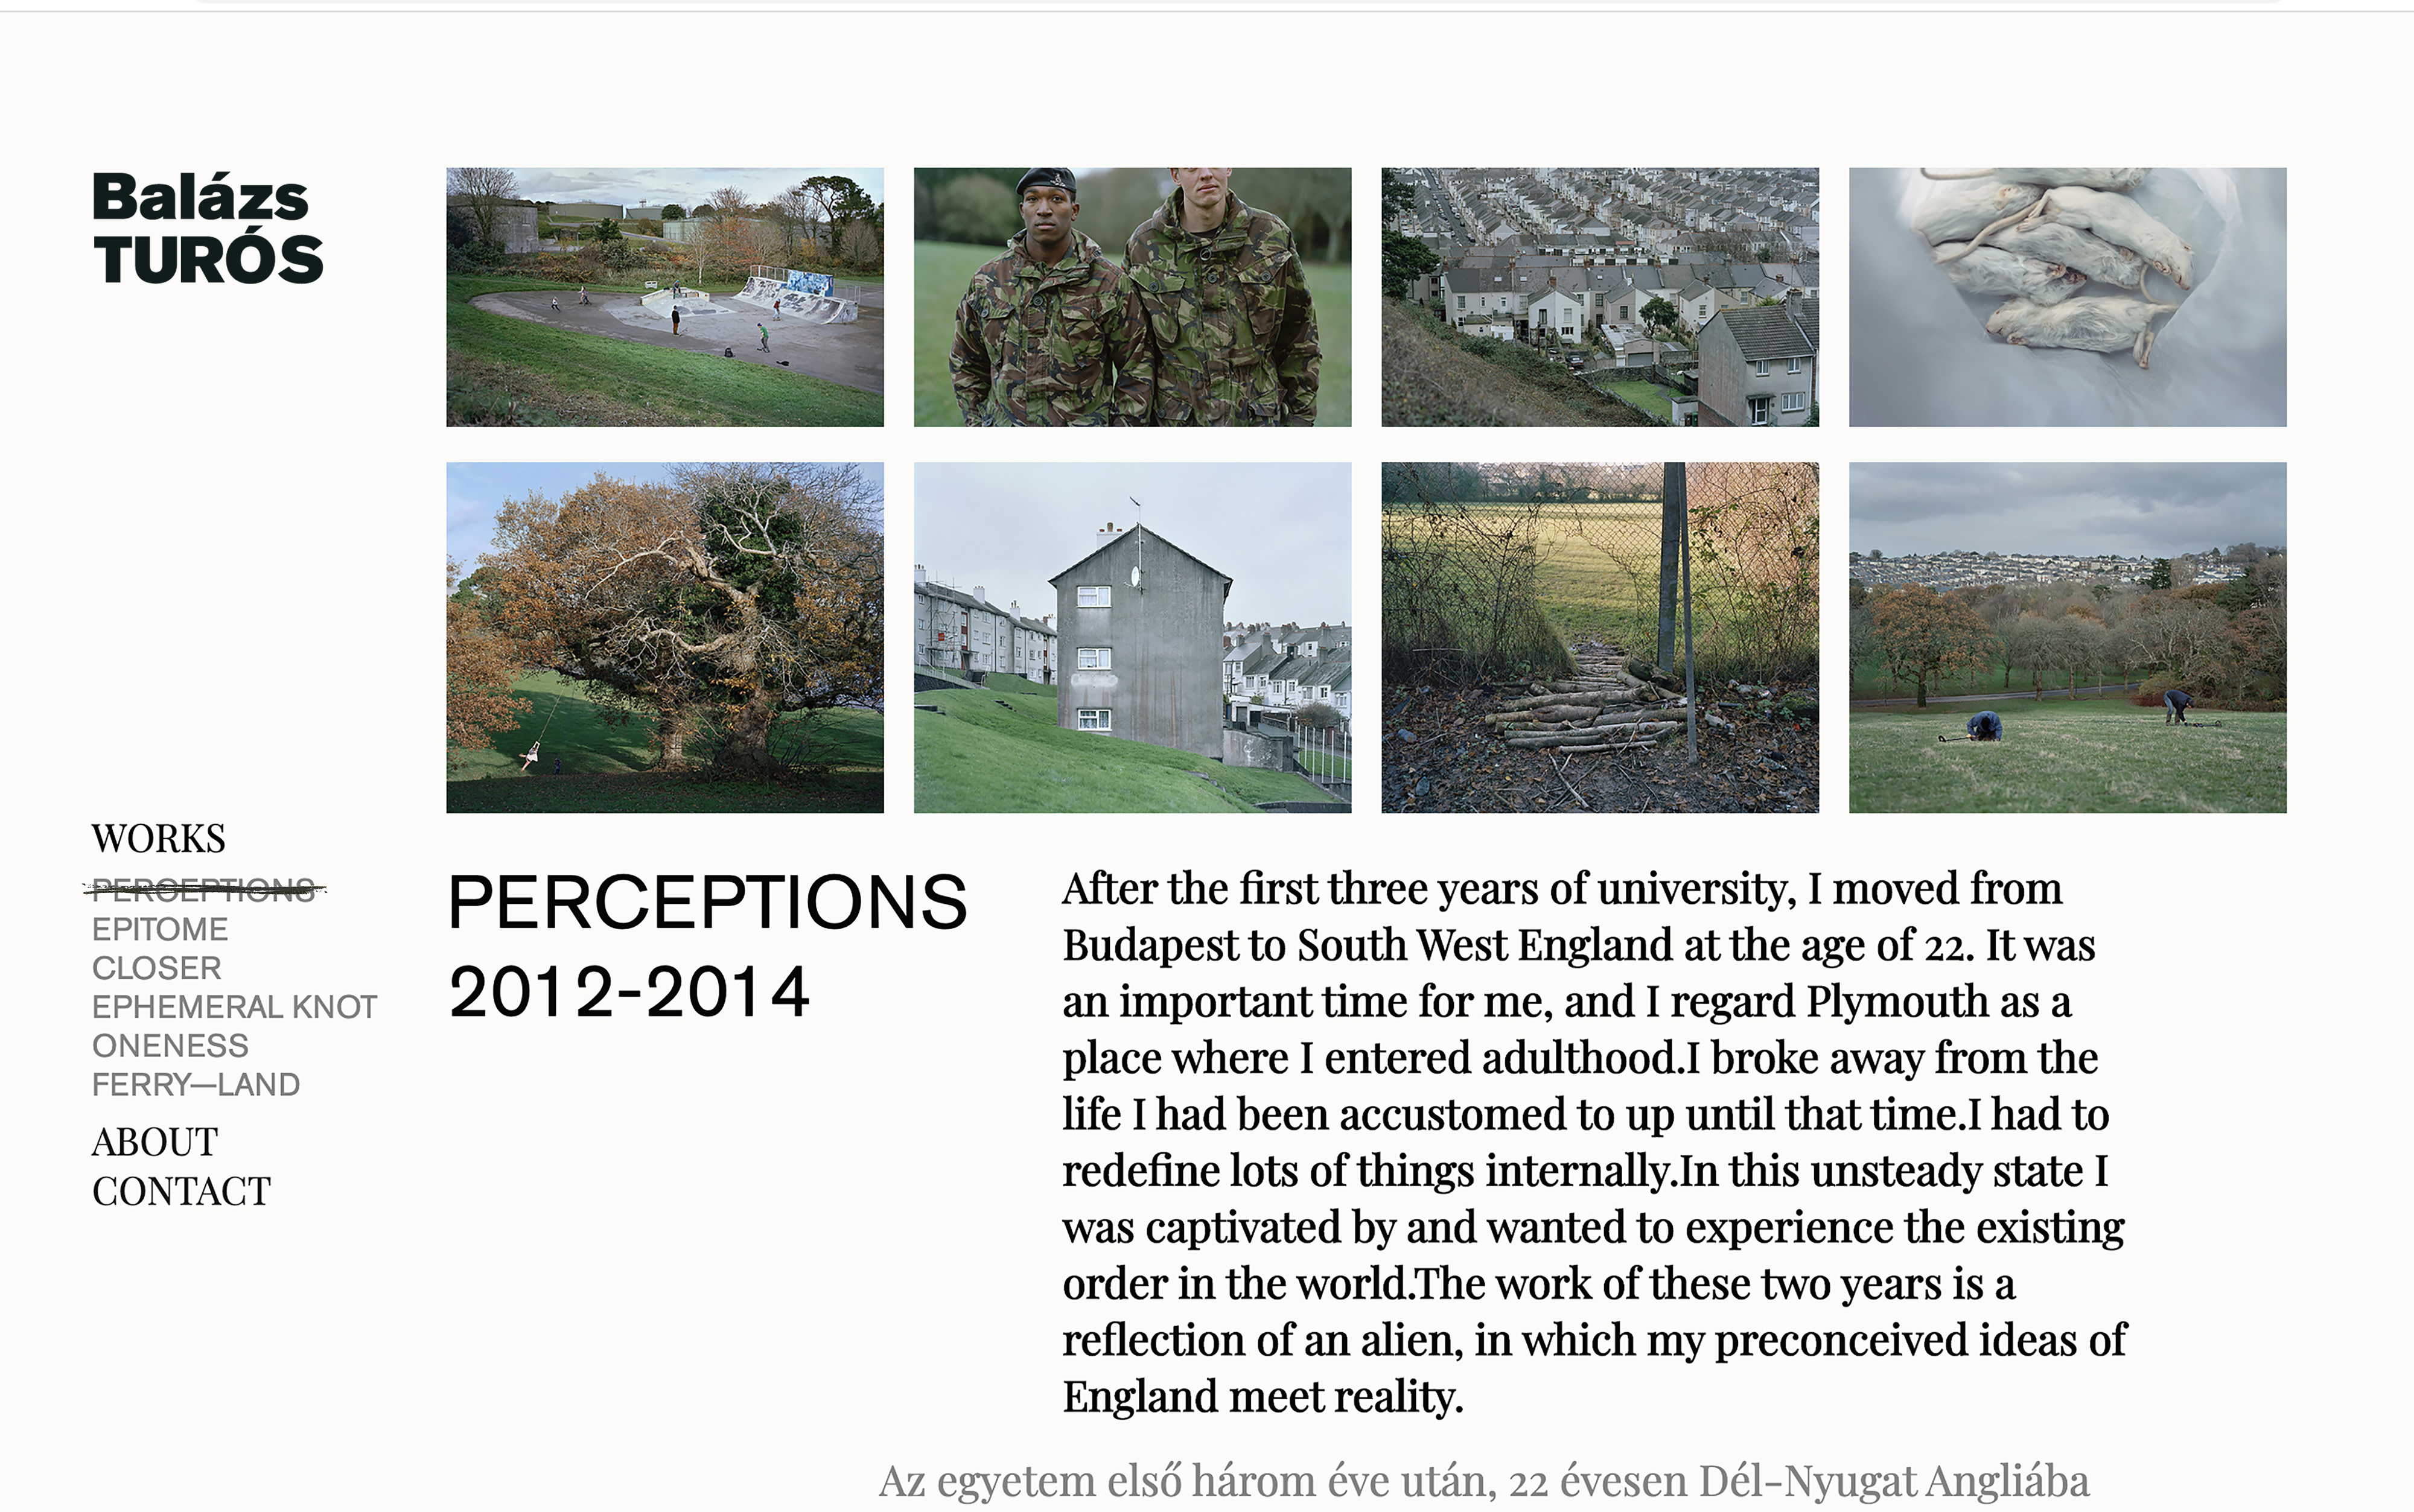 Balázs
TURÓS
WORKS
PERCEPTIONS
EPITOME
CLOSER
EPHEMERAL KNOT
ONENESS
FERRY—LAND
ABOUT
CONTACT
PERCEPTIONS
2012-2014
After the first three years of university, I moved from
Budapest to South West England at the age of 22. It was
an important time for me, and I regard Plymouth as a
place where I entered adulthood.I broke away from the
life I had been accustomed to up until that time.I had to
redefine lots of things internally.In this unsteady state I
was captivated by and wanted to experience the existing
order in the world.The work of these two years is a
reflection of an alien, in which my preconceived ideas of
England meet reality.
Az egyetem első három éve után, 22 évesen Dél-Nyugat Angliába